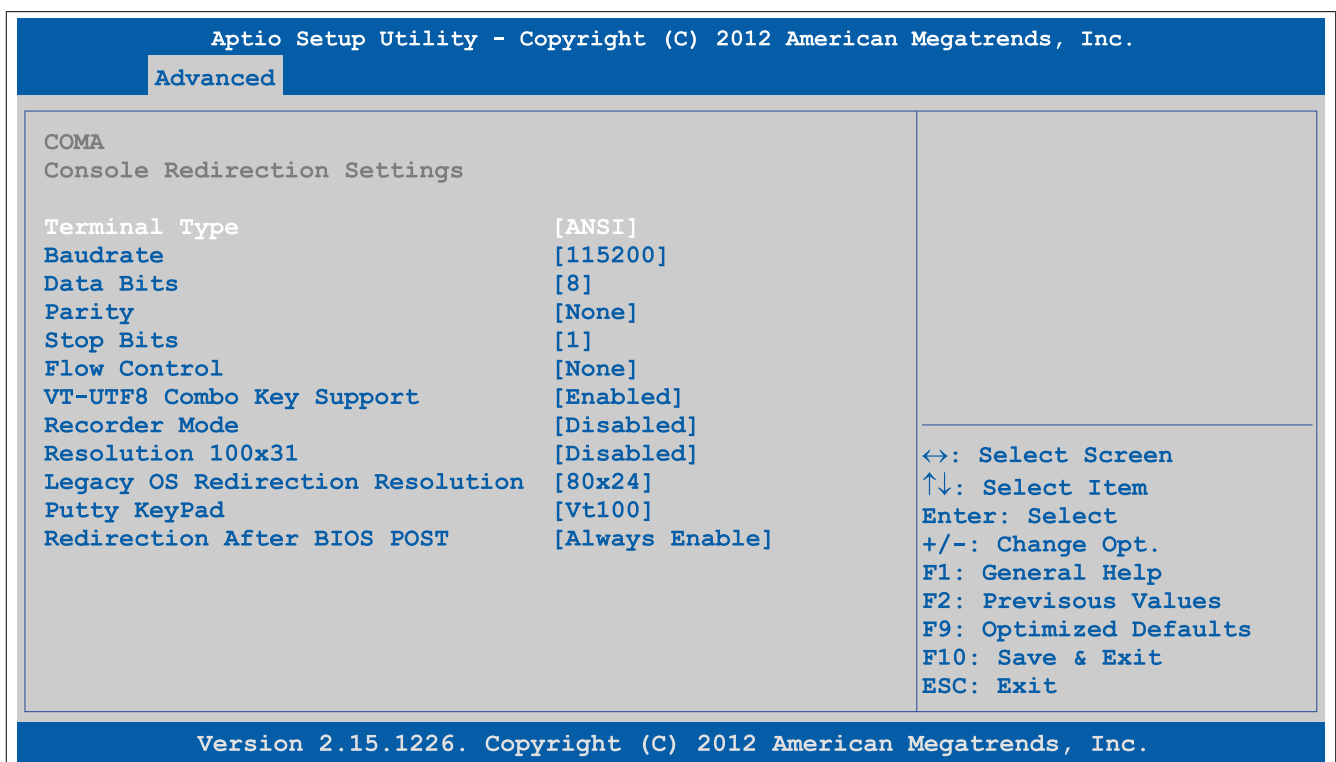 Aptio Setup Utility - Copyright (C) 2012 American Megatrends, Inc.
Advanced
COMA
Console Redirection Settings
Terminal Type [ANSI]
Baudrate [115200]
Data Bits [8]
Parity [None]
Stop Bits [1]
Flow Control [None]
VT-UTF8 Combo Key Support [Enabled]
Recorder Mode [Disabled]
Resolution 100x31 [Disabled]
Legacy OS Redirection Resolution [80x24]
Putty KeyPad [Vt100]
Redirection After BIOS POST [Always Enable]
↔: Select Screen
↑↓: Select Item
Enter: Select
+/-: Change Opt.
F1: General Help
F2: Previsous Values
F9: Optimized Defaults
F10: Save & Exit
ESC: Exit
Version 2.15.1226. Copyright (C) 2012 American Megatrends, Inc.